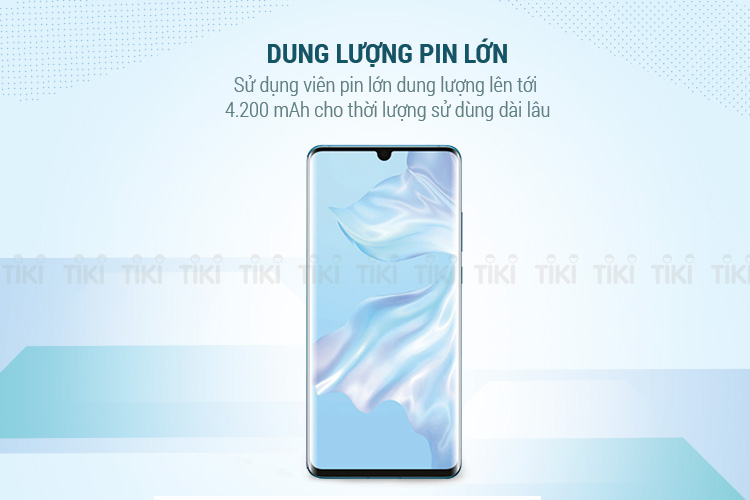 DUNG LƯỢNG PIN LỚN
Sử dụng viên pin lớn dung lượng lên tới
4.200 mAh cho thời lượng sử dùng dài lâu
TIKI TIKI TIKI TIKI TIKI TIKI TIKI TIKI TIKI TIKI TIKI TIKI TIKI